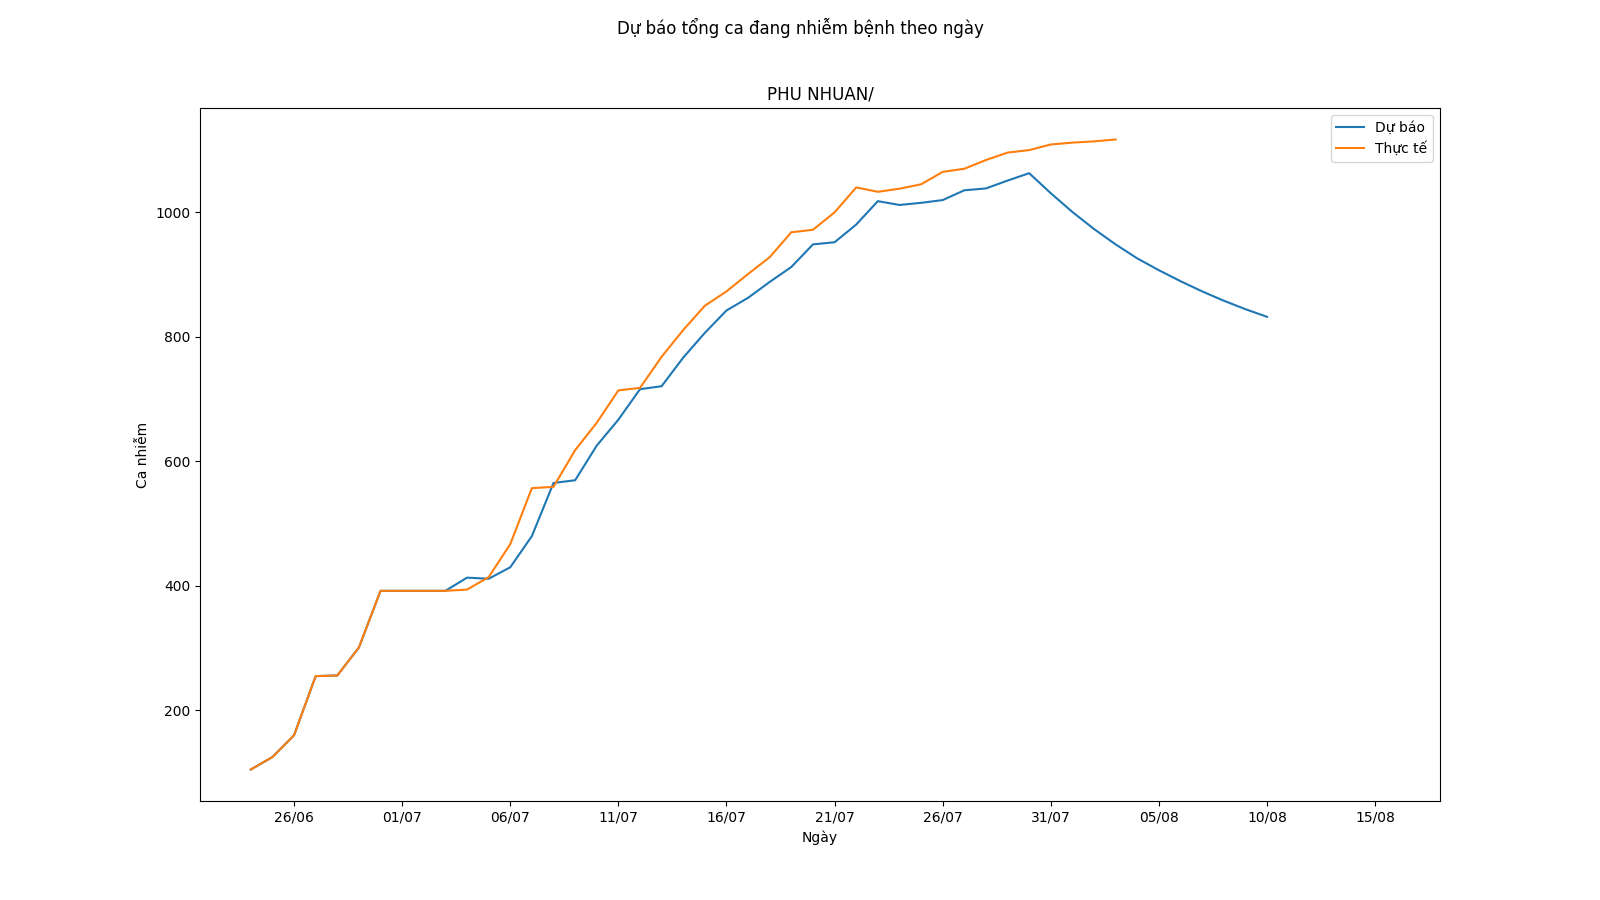 Dự báo tổng ca đang nhiễm bệnh theo ngày
PHU NHUAN/
Dự báo
Thực tế
1000
800
600
400
200
Ca nhiễm
26/06
01/07
06/07
11/07
16/07
21/07
26/07
31/07
05/08
10/08
15/08
Ngày